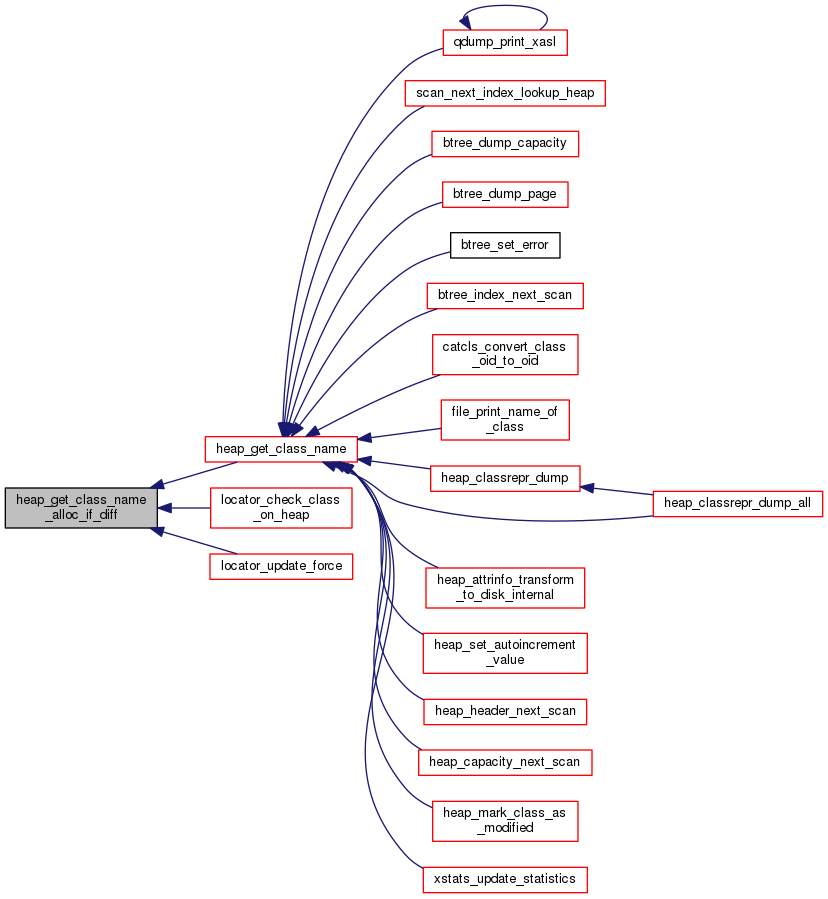 qdump_print_xasl
scan_next_index_lookup_heap
btree_dump_capacity
btree_dump_page
btree_set_error
btree_index_next_scan
catcls_convert_class
_oid_to_oid
file_print_name_of
_class
heap_get_class_name
heap_classrepr_dump
heap_classrepr_dump_all
heap_get_class_name
_alloc_if_diff
locator_check_class
_on_heap
locator_update_force
heap_attrinfo_transform
_to_disk_internal
heap_set_autoincrement
_value
heap_header_next_scan
heap_capacity_next_scan
heap_mark_class_as
_modified
xstats_update_statistics